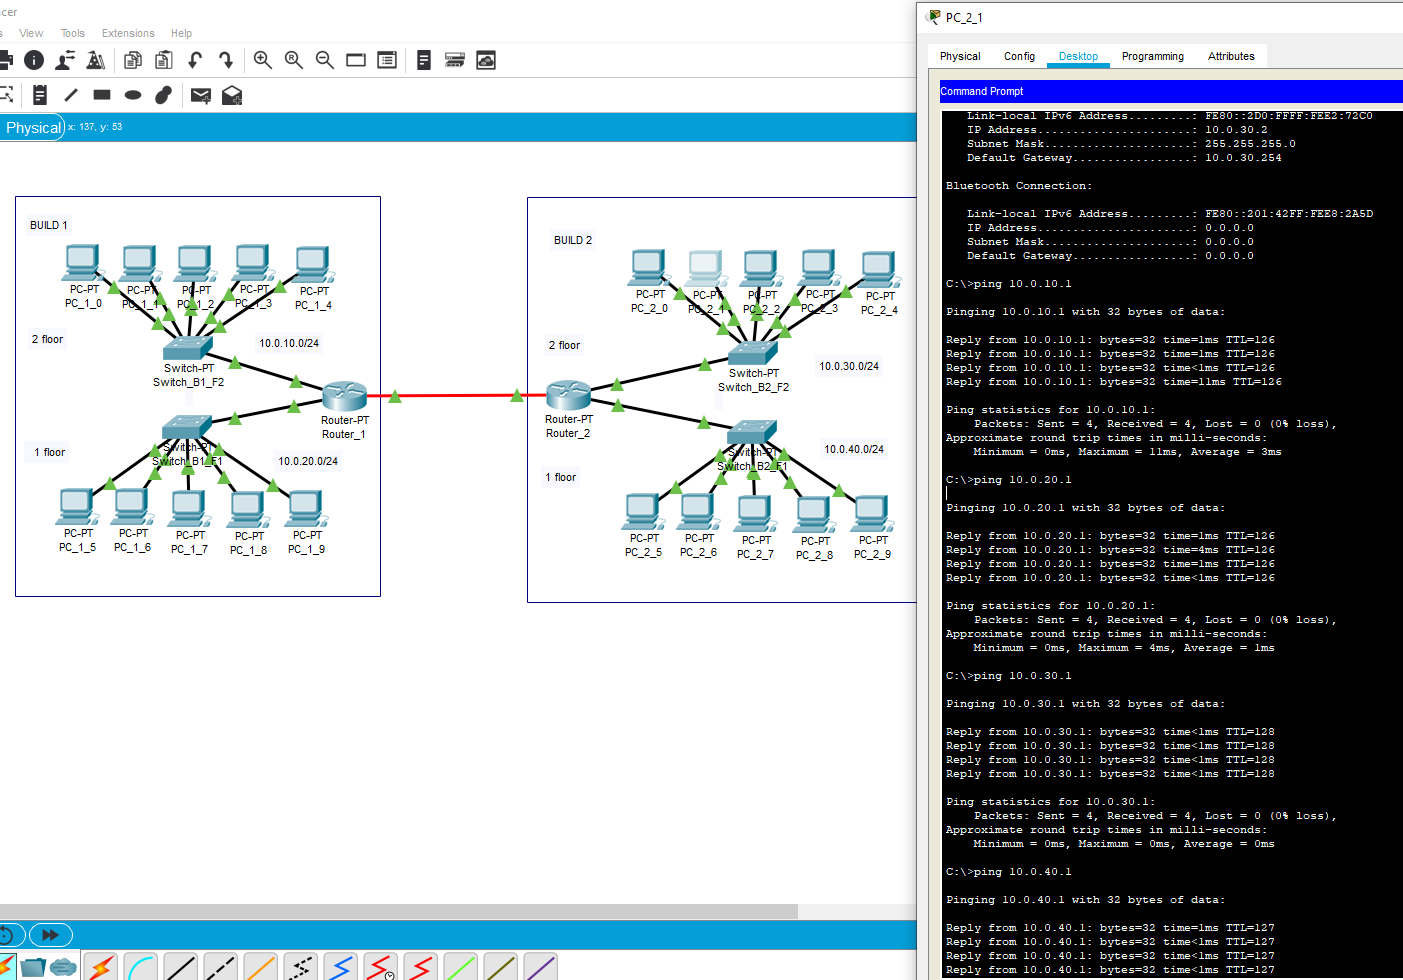 cer
s View Tools Extensions Help
Physical x: 137, y: 53
BUILD 1
PC-PT
PC_1_0
PC-PT
PC_1_1
PC-PT
PC_1_2
PC-PT
PC_1_3
PC-PT
PC_1_4
2 floor
10.0.10.0/24
Switch-PT
Switch_B1_F2
Router-PT
Router_1
1 floor
Switch-PT
Switch_B1_F1
10.0.20.0/24
PC-PT
PC_1_5
PC-PT
PC_1_6
PC-PT
PC_1_7
PC-PT
PC_1_8
PC-PT
PC_1_9
BUILD 2
PC-PT
PC_2_0
PC-PT
PC_2_1
PC-PT
PC_2_2
PC-PT
PC_2_3
PC-PT
PC_2_4
2 floor
10.0.30.0/24
Switch-PT
Switch_B2_F2
Router-PT
Router_2
1 floor
Switch-PT
Switch_B2_F1
10.0.40.0/24
PC-PT
PC_2_5
PC-PT
PC_2_6
PC-PT
PC_2_7
PC-PT
PC_2_8
PC-PT
PC_2_9
PC_2_1
Physical Config Desktop Programming Attributes
Command Prompt
Link-local IPv6 Address.........: FE80::2D0:FFFF:FEE2:72C0
IP Address......................: 10.0.30.2
Subnet Mask.....................: 255.255.255.0
Default Gateway.................: 10.0.30.254
Bluetooth Connection:
Link-local IPv6 Address.........: FE80::201:42FF:FEE8:2A5D
IP Address......................: 0.0.0.0
Subnet Mask.....................: 0.0.0.0
Default Gateway.................: 0.0.0.0
C:\>ping 10.0.10.1
Pinging 10.0.10.1 with 32 bytes of data:
Reply from 10.0.10.1: bytes=32 time=1ms TTL=126
Reply from 10.0.10.1: bytes=32 time=1ms TTL=126
Reply from 10.0.10.1: bytes=32 time<1ms TTL=126
Reply from 10.0.10.1: bytes=32 time=11ms TTL=126
Ping statistics for 10.0.10.1:
Packets: Sent = 4, Received = 4, Lost = 0 (0% loss),
Approximate round trip times in milli-seconds:
Minimum = 0ms, Maximum = 11ms, Average = 3ms
C:\>ping 10.0.20.1
Pinging 10.0.20.1 with 32 bytes of data:
Reply from 10.0.20.1: bytes=32 time=1ms TTL=126
Reply from 10.0.20.1: bytes=32 time=4ms TTL=126
Reply from 10.0.20.1: bytes=32 time=1ms TTL=126
Reply from 10.0.20.1: bytes=32 time<1ms TTL=126
Ping statistics for 10.0.20.1:
Packets: Sent = 4, Received = 4, Lost = 0 (0% loss),
Approximate round trip times in milli-seconds:
Minimum = 0ms, Maximum = 4ms, Average = 1ms
C:\>ping 10.0.30.1
Pinging 10.0.30.1 with 32 bytes of data:
Reply from 10.0.30.1: bytes=32 time<1ms TTL=128
Reply from 10.0.30.1: bytes=32 time<1ms TTL=128
Reply from 10.0.30.1: bytes=32 time<1ms TTL=128
Reply from 10.0.30.1: bytes=32 time<1ms TTL=128
Ping statistics for 10.0.30.1:
Packets: Sent = 4, Received = 4, Lost = 0 (0% loss),
Approximate round trip times in milli-seconds:
Minimum = 0ms, Maximum = 0ms, Average = 0ms
C:\>ping 10.0.40.1
Pinging 10.0.40.1 with 32 bytes of data:
Reply from 10.0.40.1: bytes=32 time=1ms TTL=127
Reply from 10.0.40.1: bytes=32 time<1ms TTL=127
Reply from 10.0.40.1: bytes=32 time<1ms TTL=127
Reply from 10.0.40.1: bytes=32 time<1ms TTL=127